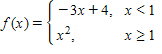 f(x) = { −3x + 4, x < 1
x², x ≥ 1